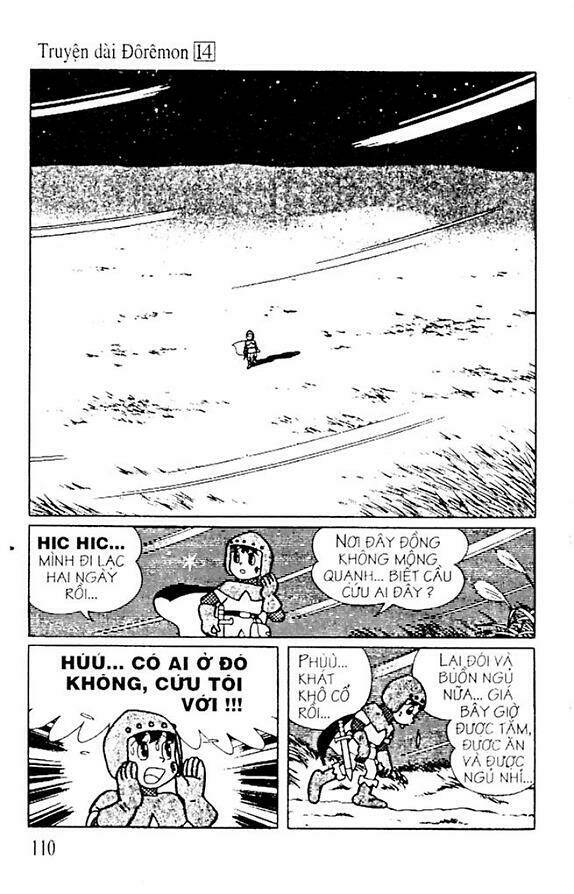 Truyện dài Đôrêmon 14
HIC HIC...
MÌNH ĐI LẠC
HAI NGÀY
RỒI...
NƠI ĐÂY ĐỒNG
KHÔNG MÔNG
QUẠNH... BIẾT CẦU
CỨU AI ĐÂY ?
HÚÚ... CÓ AI Ở ĐÓ
KHÔNG, CỨU TÔI
VỚI !!!
PHÙÙ...
KHÁT
KHÔ CỔ
RỒI...
LẠI ĐÓI VÀ
BUỒN NGỦ
NỮA... GIÁ
BÂY GIỜ
ĐƯỢC TẮM,
ĐƯỢC ĂN
VÀ ĐƯỢC
NGỦ NHỈ...
110